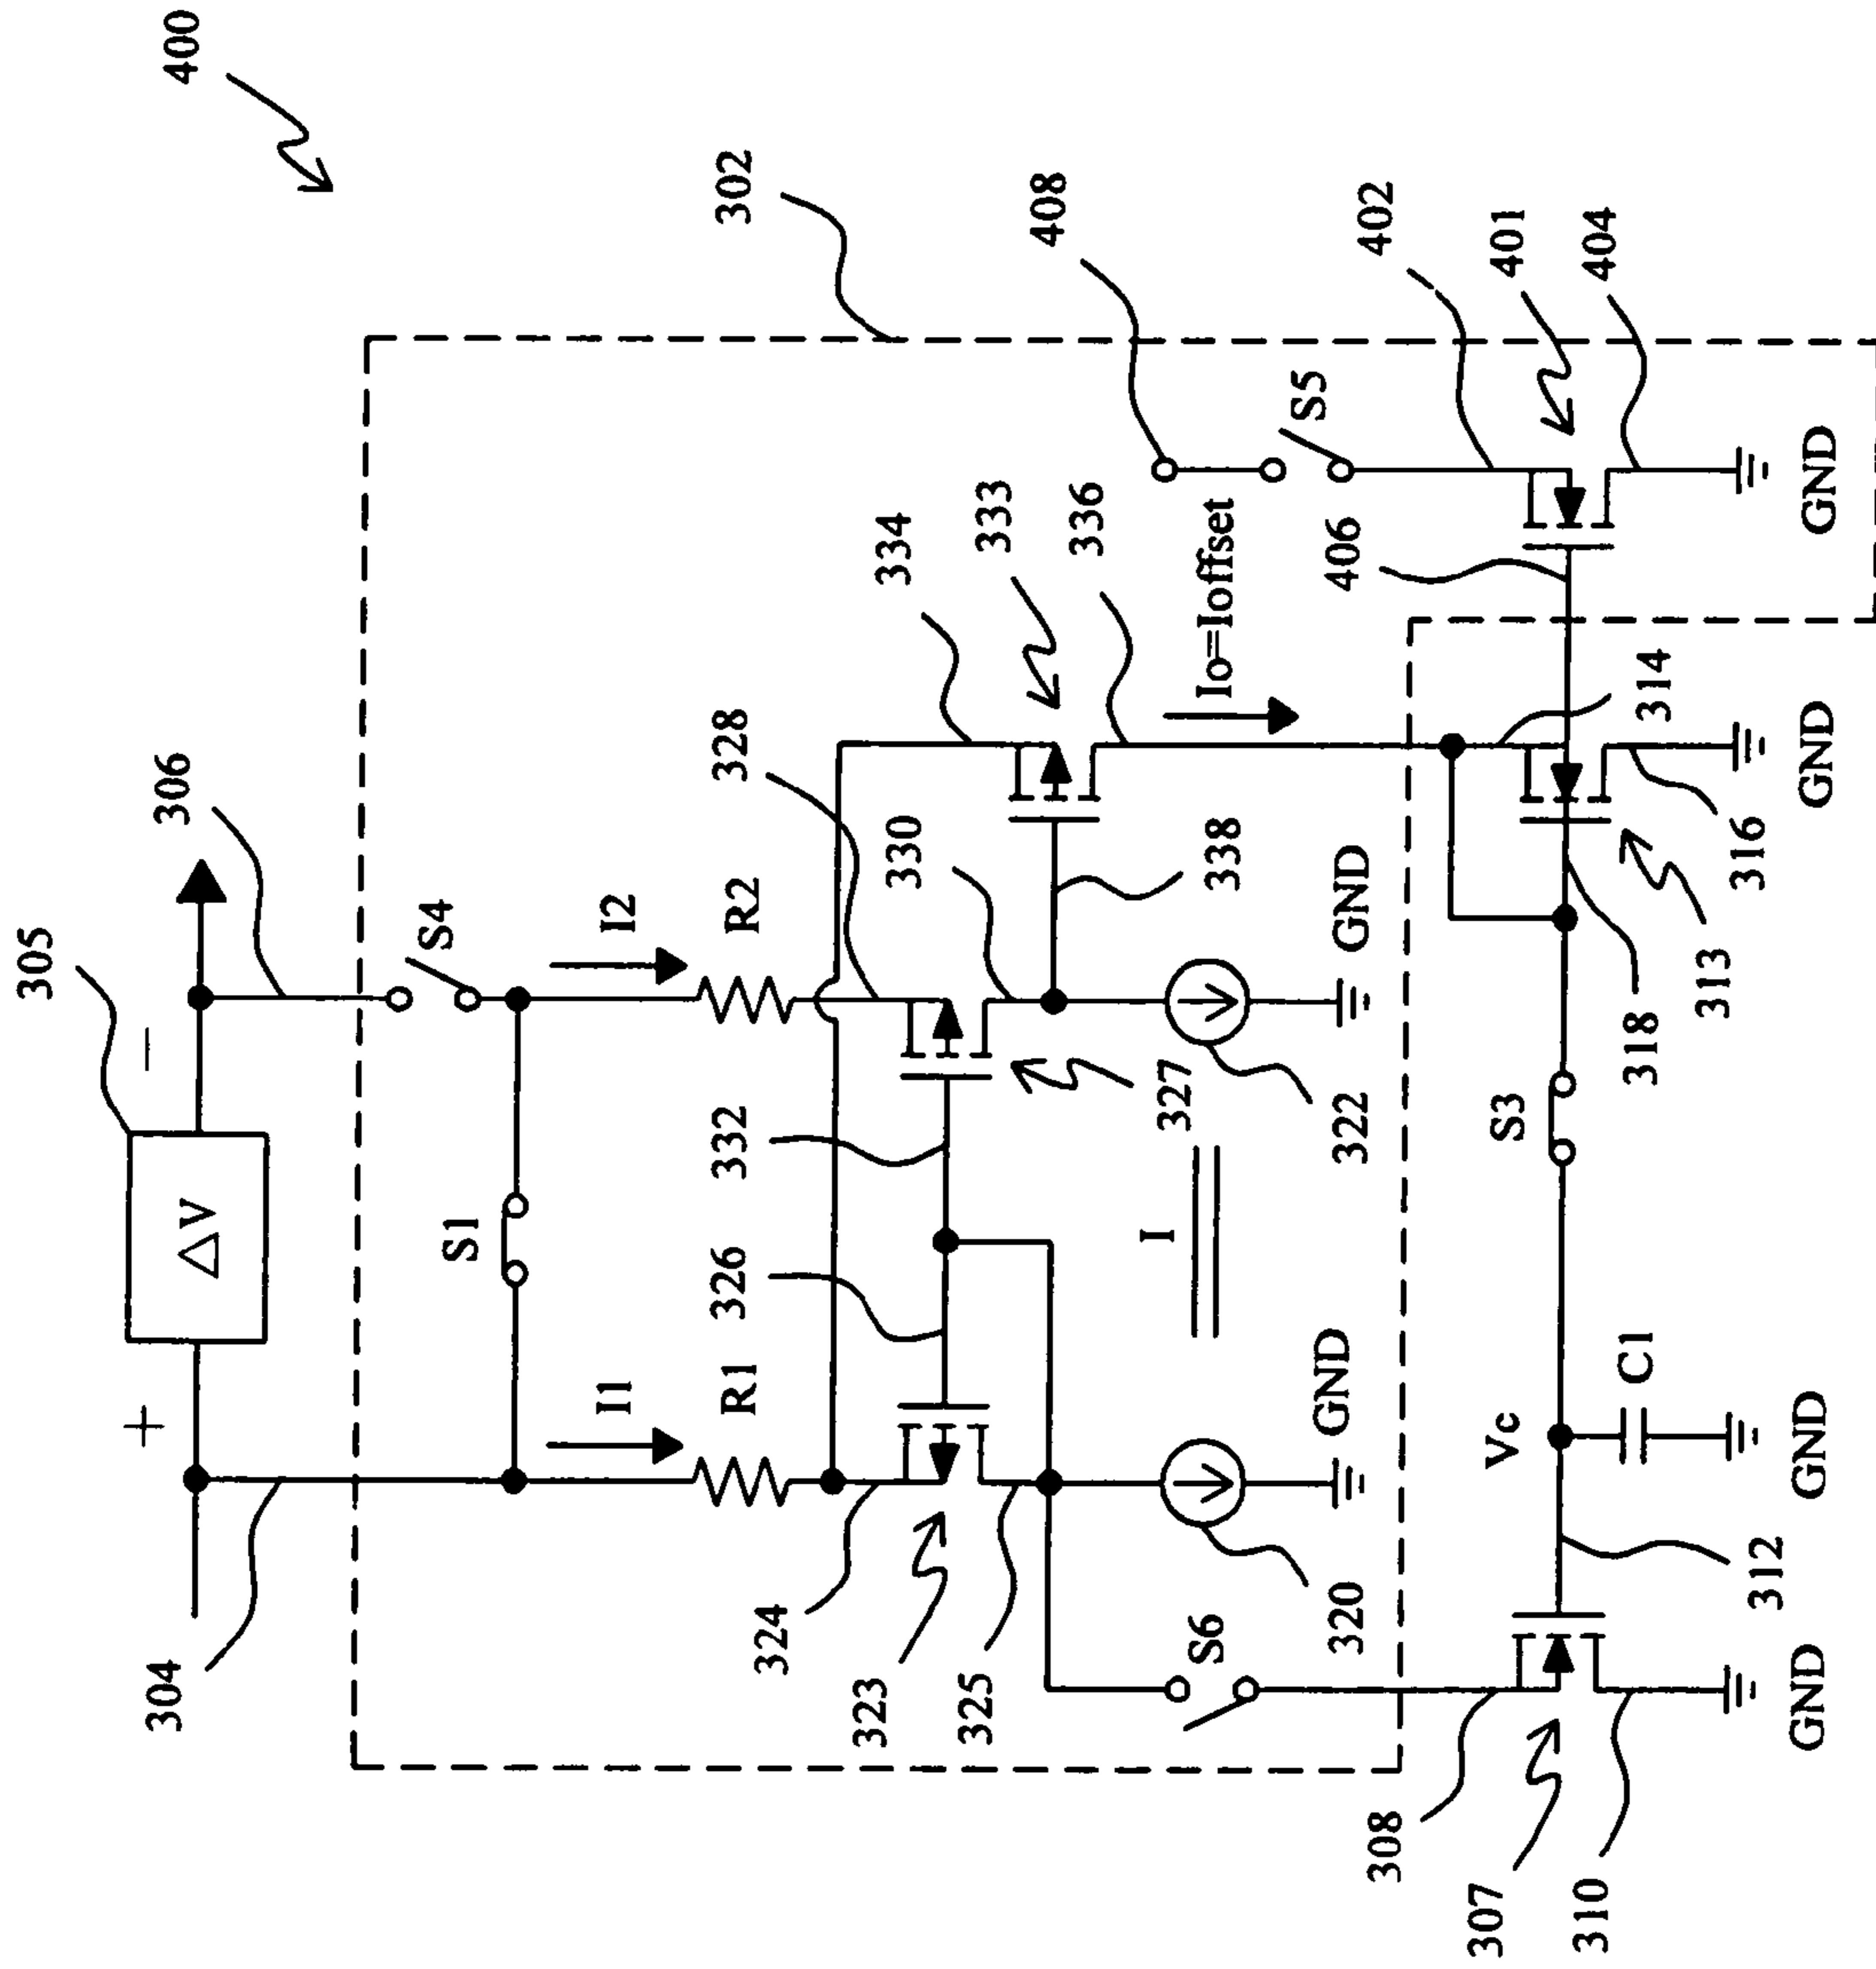 400
305
306
+
ΔV
−
304
302
S4
S1
I1
I2
R1
R2
326
332
328
334
333
336
408
324
323
325
330
338
327
322
I
320
GND
GND
Io=Ioffset
S5
402
401
404
406
S6
308
307
310
312
Vc
C1
S3
318
313
314
316
GND
GND
GND
GND